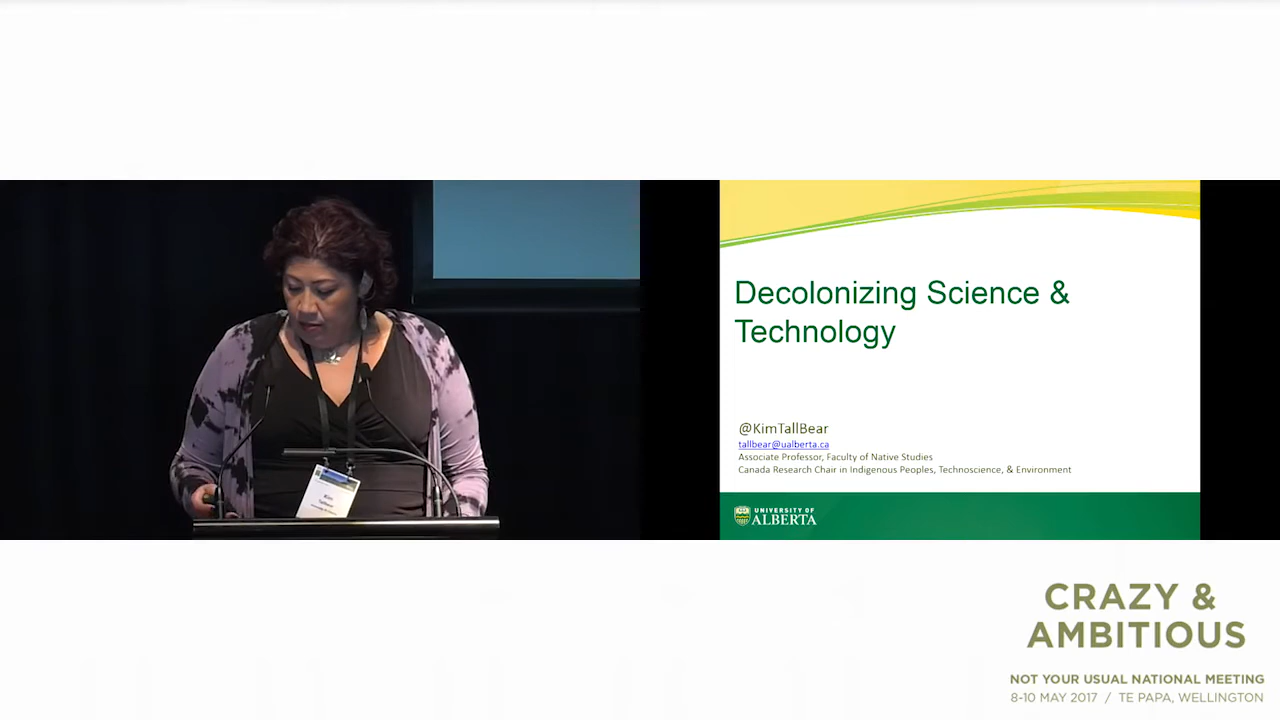 Kim
Decolonizing Science &
Technology
@KimTallBear
tallbear@ualberta.ca
Associate Professor, Faculty of Native Studies
Canada Research Chair in Indigenous Peoples, Technoscience, & Environment
UNIVERSITY OF
ALBERTA
CRAZY &
AMBITIOUS
NOT YOUR USUAL NATIONAL MEETING
8-10 MAY 2017 / TE PAPA, WELLINGTON